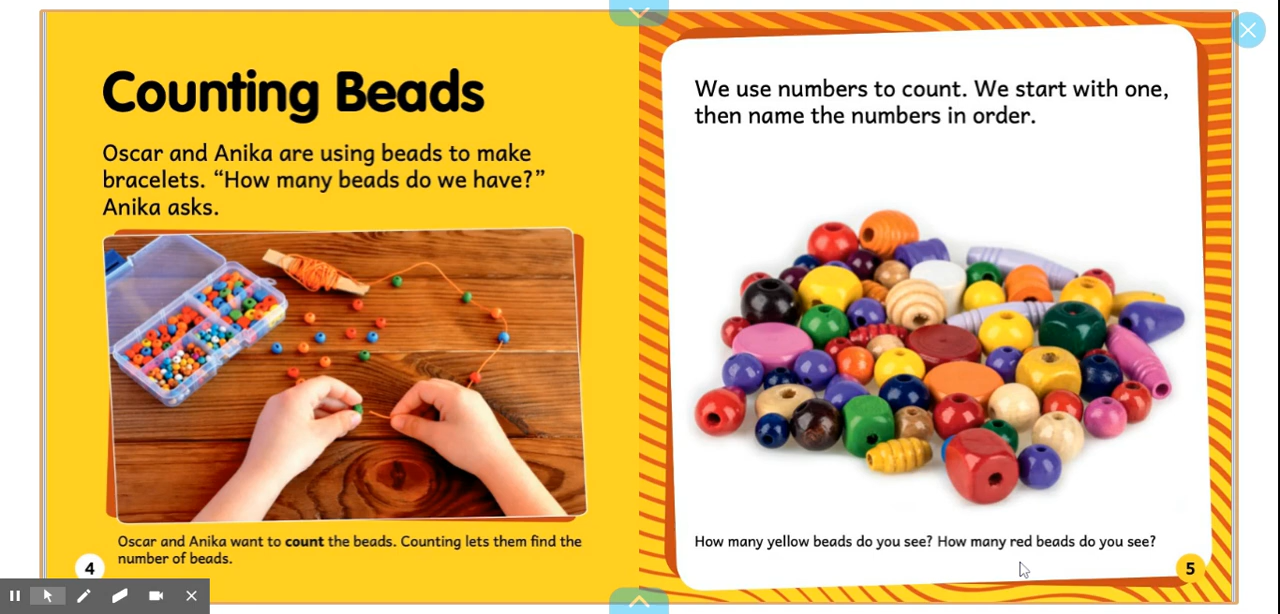 Counting Beads
Oscar and Anika are using beads to make
bracelets. “How many beads do we have?”
Anika asks.
Oscar and Anika want to count the beads. Counting lets them find the
number of beads.
4
We use numbers to count. We start with one,
then name the numbers in order.
How many yellow beads do you see? How many red beads do you see?
5